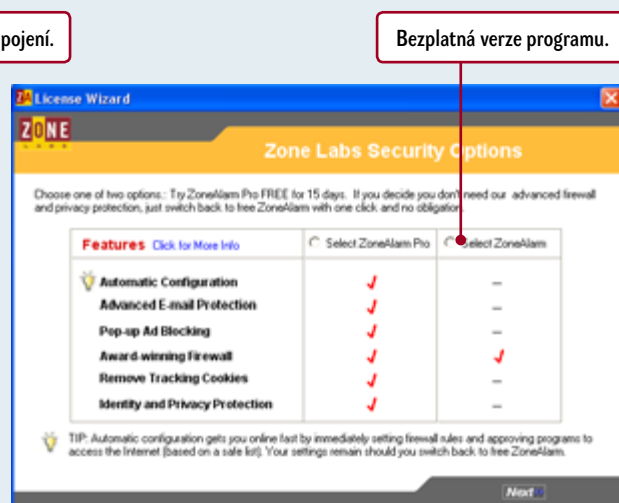 pojení.
Bezplatná verze programu.
License Wizard
ZONE
LABS
Zone Labs Security Options
Choose one of two options.: Try ZoneAlarm Pro FREE for 15 days. If you decide you don't need our advanced firewall
and privacy protection, just switch back to free ZoneAlarm with one click and no obligation.
Features Click for More Info
Select ZoneAlarm Pro
Select ZoneAlarm
Automatic Configuration
Advanced E-mail Protection
Pop-up Ad Blocking
Award-winning Firewall
Remove Tracking Cookies
Identity and Privacy Protection
TIP: Automatic configuration gets you online fast by immediately setting firewall rules and approving programs to
access the Internet (based on a safe list). Your settings remain should you switch back to free ZoneAlarm.
Next